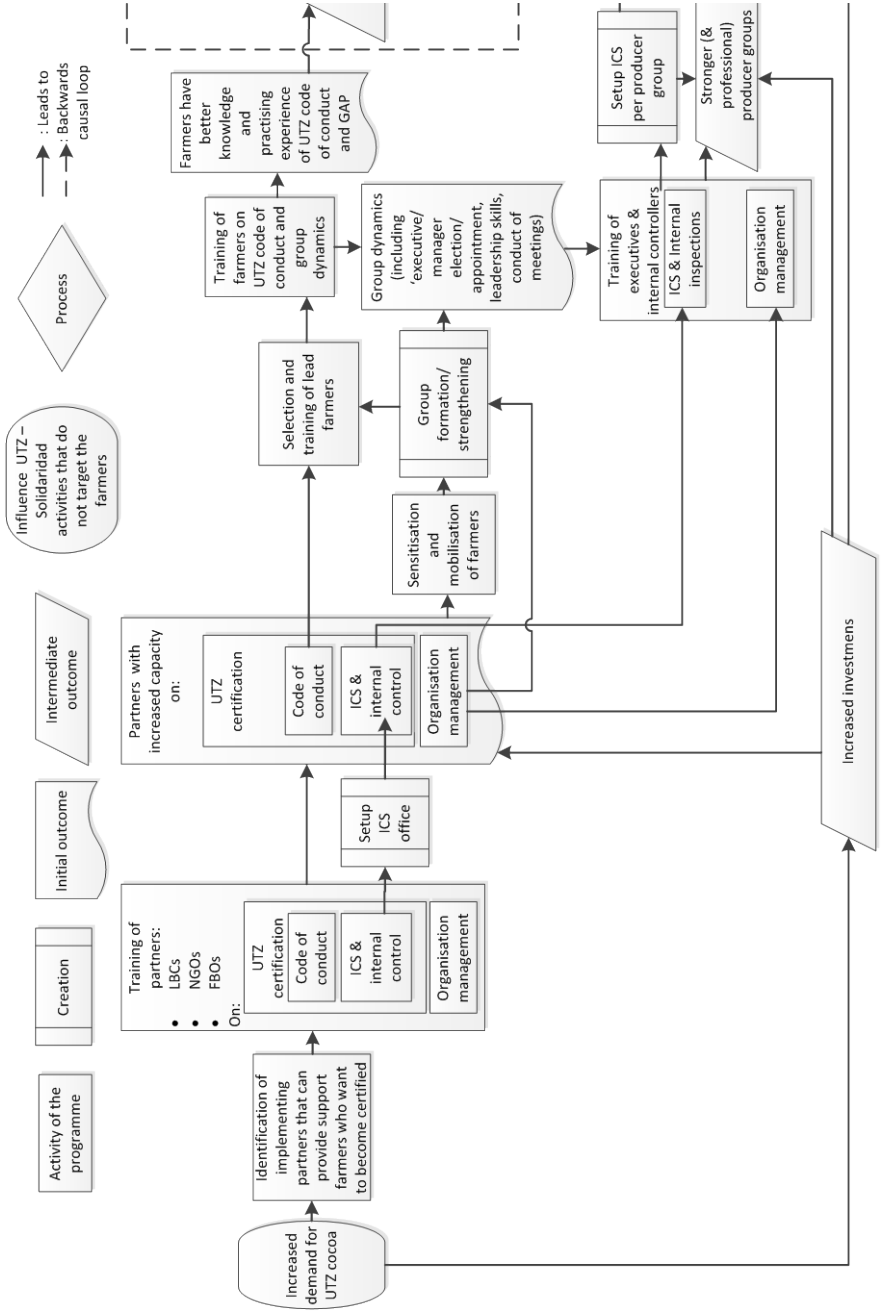 Activity of the
programme
Creation
Initial outcome
Intermediate
outcome
Influence UTZ –
Solidaridad
activities that do
not target the
farmers
Process
: Leads to
: Backwards
causal loop
Increased
demand for
UTZ cocoa
Identification of
implementing
partners that can
provide support
farmers who want
to become certified
Training of
partners:
• LBCs
• NGOs
• FBOs
On:
UTZ
certification
Code of
conduct
ICS &
internal
control
Organisation
management
Setup
ICS
office
Partners with
increased capacity
on:
UTZ
certification
Code of
conduct
ICS &
internal
control
Organisation
management
Sensitisation
and
mobilisation
of farmers
Selection and
training of lead
farmers
Group
formation/
strengthening
Training of
farmers on
UTZ code of
conduct and
group
dynamics
Farmers have
better
knowledge
and
practising
experience
of UTZ code
of conduct
and GAP
Group dynamics
(including
‘executive/
manager
election/
appointment,
leadership skills,
conduct of
meetings)
Training of
executives &
internal controllers
ICS & Internal
inspections
Organisation
management
Setup ICS
per producer
group
Stronger (&
professional)
producer groups
Increased investmens